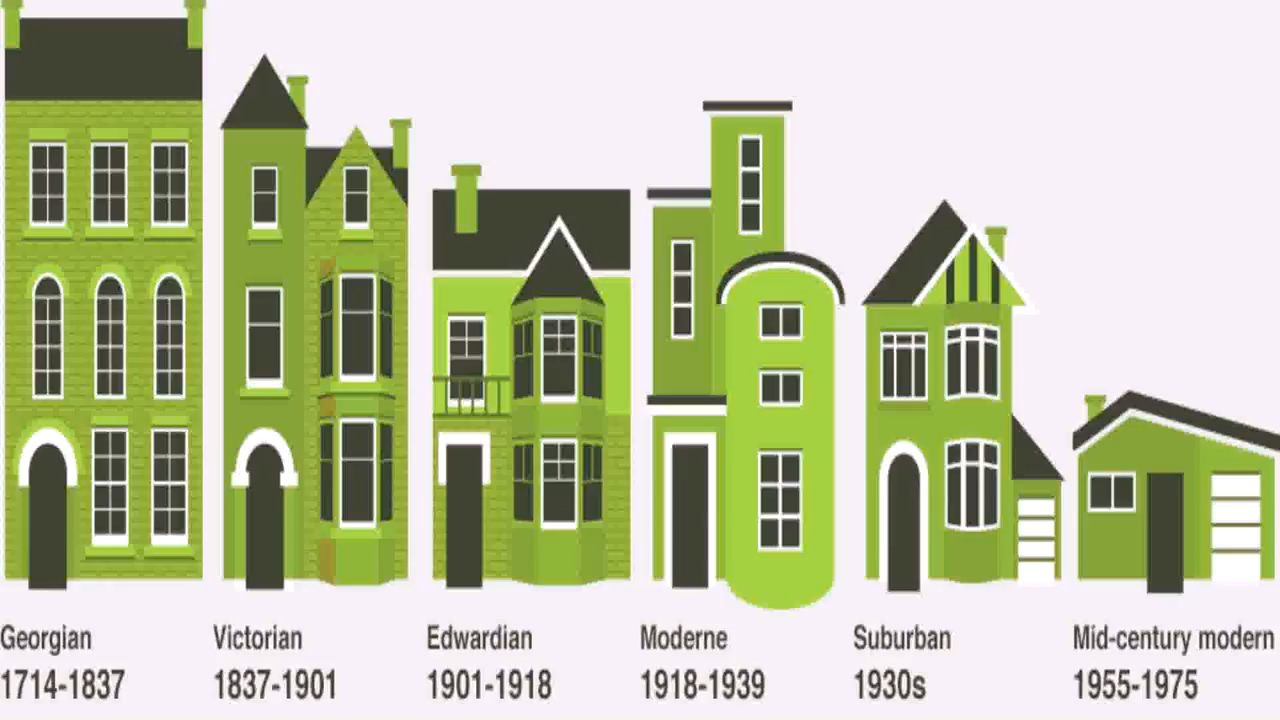 Georgian
1714-1837
Victorian
1837-1901
Edwardian
1901-1918
Moderne
1918-1939
Suburban
1930s
Mid-century modern
1955-1975